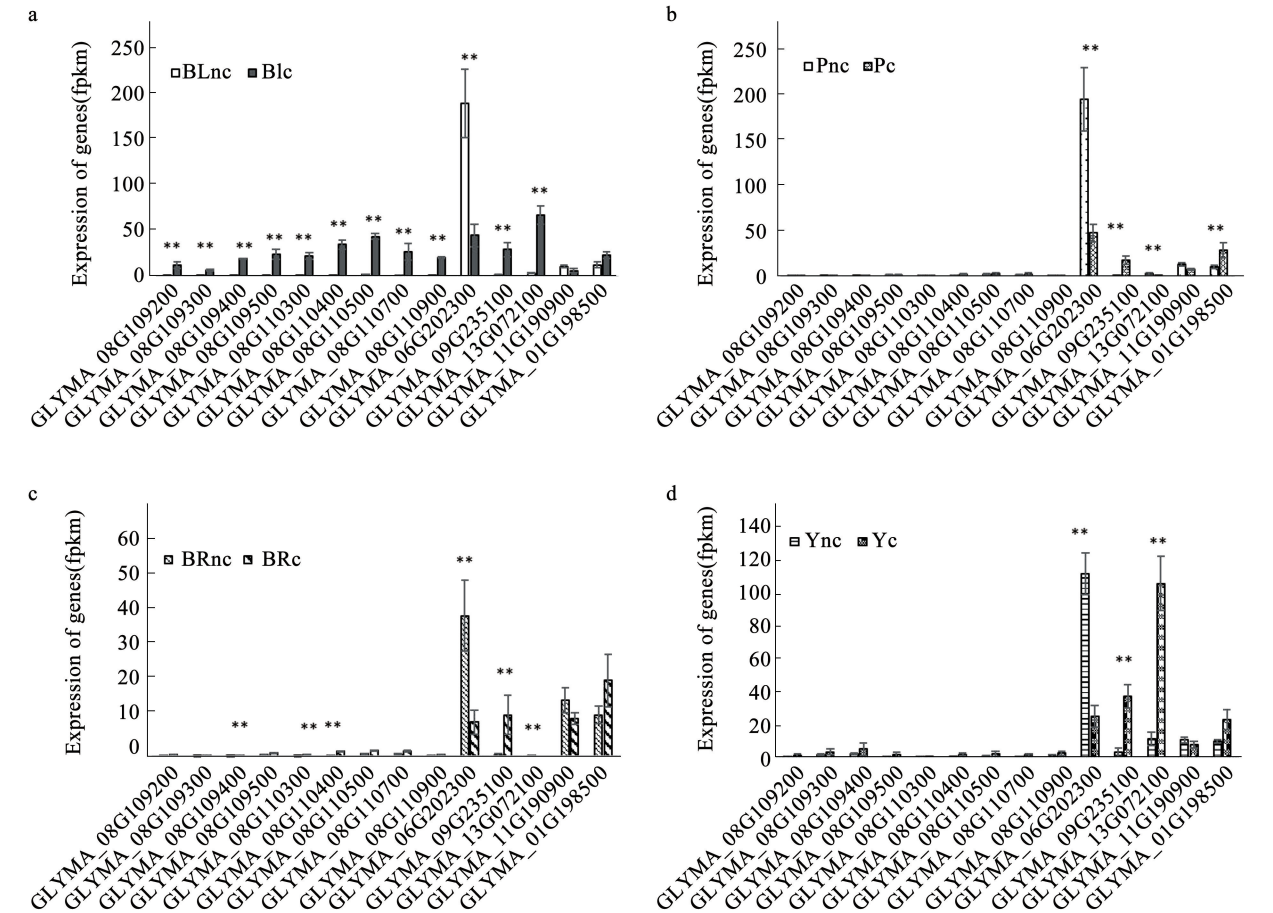 a
Expression of genes(fpkm)
250
200
150
100
50
0
BLnc Blc
** ** ** ** ** ** ** ** ** ** ** **
GLYMA_08G109200
GLYMA_08G109300
GLYMA_08G109400
GLYMA_08G109500
GLYMA_08G110300
GLYMA_08G110400
GLYMA_08G111500
GLYMA_08G110700
GLYMA_08G110900
GLYMA_06G202300
GLYMA_09G235100
GLYMA_13G072100
GLYMA_11G190900
GLYMA_01G198500
b
Expression of genes(fpkm)
250
200
150
100
50
0
Pnc Pc
** ** ** **
GLYMA_08G109200
GLYMA_08G109300
GLYMA_08G109400
GLYMA_08G109500
GLYMA_08G110300
GLYMA_08G110400
GLYMA_08G110500
GLYMA_08G110700
GLYMA_08G110900
GLYMA_06G202300
GLYMA_09G235100
GLYMA_13G072100
GLYMA_11G190900
GLYMA_01G198500
c
Expression of genes(fpkm)
60
50
40
30
20
10
0
BRnc BRc
** ** ** ** ** **
GLYMA_08G109200
GLYMA_08G109300
GLYMA_08G109400
GLYMA_08G109500
GLYMA_08G110300
GLYMA_08G110400
GLYMA_08G110500
GLYMA_08G110700
GLYMA_08G110900
GLYMA_06G202300
GLYMA_09G235100
GLYMA_13G072100
GLYMA_11G190900
GLYMA_01G198500
d
Expression of genes(fpkm)
140
120
100
80
60
40
20
0
Ync Yc
** ** **
GLYMA_08G109200
GLYMA_08G109300
GLYMA_08G109400
GLYMA_08G109500
GLYMA_08G110300
GLYMA_08G110400
GLYMA_08G110500
GLYMA_08G110700
GLYMA_08G110900
GLYMA_06G202300
GLYMA_09G235100
GLYMA_13G072100
GLYMA_11G190900
GLYMA_01G198500